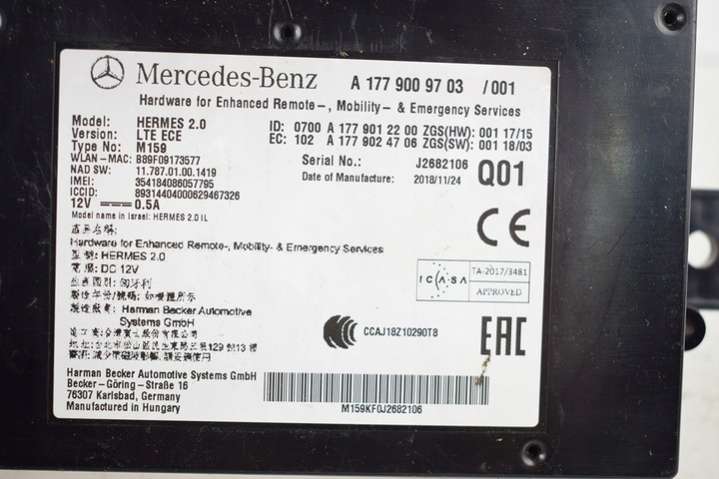 Mercedes-Benz A 177 900 97 03 / 001
Hardware for Enhanced Remote-, Mobility- & Emergency Services
Model: HERMES 2.0 ID: 0700 A 177 901 22 00 ZGS(HW): 001 17/15
Version: LTE ECE EC: 102 A 177 902 47 06 ZGS(SW): 001 18/03
Type No: M159
WLAN-MAC: B89F09173577 Serial No.: J2682106 Q01
NAD SW: 11.787.01.00.1419 Date of Manufacture: 2018/11/24
IMEI: 354184086057795
ICCID: 89314404000629467326
12V 0.5A
Model name in Israel: HERMES 2.0 IL
CE
Hardware for Enhanced Remote-, Mobility- & Emergency Services
型號: HERMES 2.0
電源: DC 12V
ICASA TA-2017/3481
APPROVED
Harman Becker Automotive
Systems GmbH
CCAJ18Z10290T8
EAC
Harman Becker Automotive Systems GmbH
Becker-Göring-Straße 16
76307 Karlsbad, Germany
Manufactured in Hungary
M159KF0J2682106